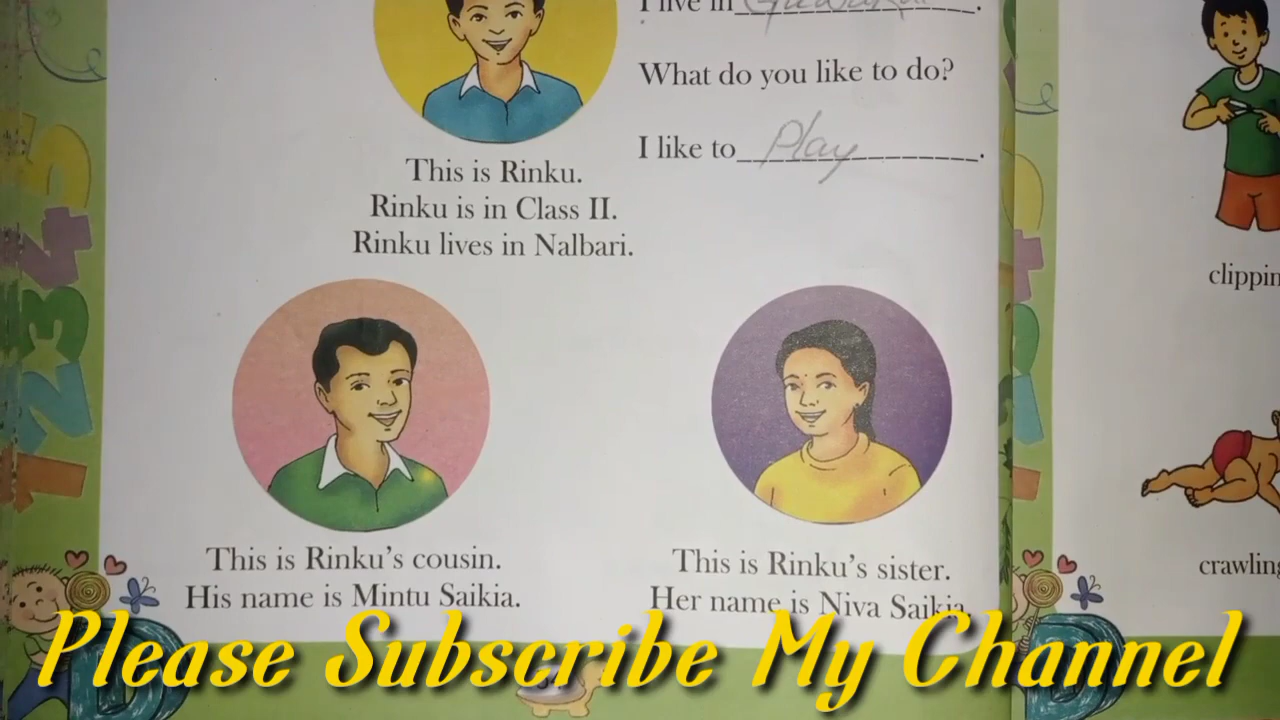 I live in
What do you like to do?
I like to Play.
This is Rinku.
Rinku is in Class II.
Rinku lives in Nalbari.
This is Rinku's cousin.
His name is Mintu Saikia.
This is Rinku's sister.
Her name is Niva Saikia.
clippin
crawling
Please Subscribe My Channel